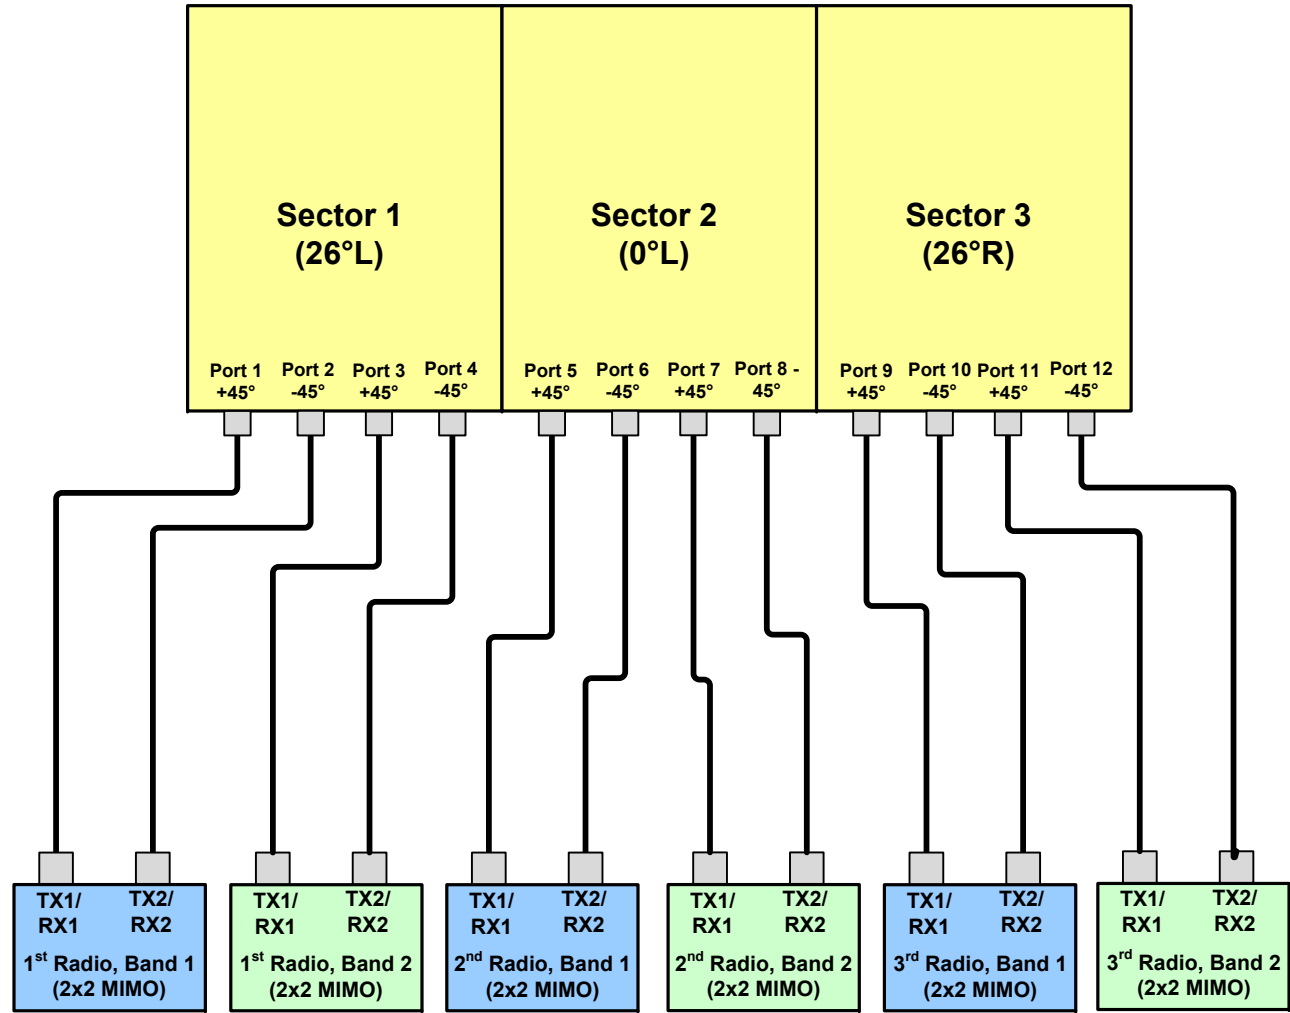 Sector 1
(26°L)
Sector 2
(0°L)
Sector 3
(26°R)
Port 1
+45°
Port 2
-45°
Port 3
+45°
Port 4
-45°
Port 5
+45°
Port 6
-45°
Port 7
+45°
Port 8 -
45°
Port 9
+45°
Port 10
-45°
Port 11
+45°
Port 12
-45°
TX1/
RX1
TX2/
RX2
1st Radio, Band 1
(2x2 MIMO)
TX1/
RX1
TX2/
RX2
1st Radio, Band 2
(2x2 MIMO)
TX1/
RX1
TX2/
RX2
2nd Radio, Band 1
(2x2 MIMO)
TX1/
RX1
TX2/
RX2
2nd Radio, Band 2
(2x2 MIMO)
TX1/
RX1
TX2/
RX2
3rd Radio, Band 1
(2x2 MIMO)
TX1/
RX1
TX2/
RX2
3rd Radio, Band 2
(2x2 MIMO)